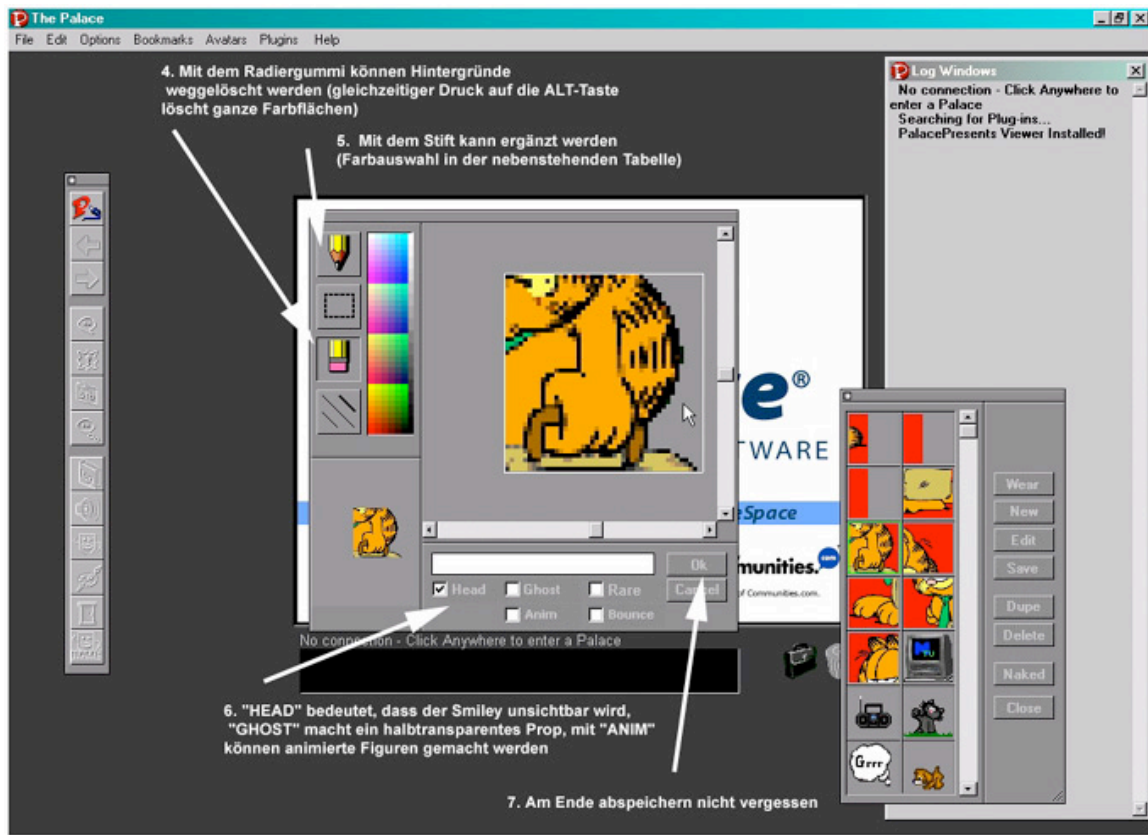 The Palace
File Edit Options Bookmarks Avatars Plugins Help
4. Mit dem Radiergummi können Hintergründe
weggelöscht werden (gleichzeitiger Druck auf die ALT-Taste
löscht ganze Farbflächen)
5. Mit dem Stift kann ergänzt werden
(Farbauswahl in der nebenstehenden Tabelle)
Log Windows
No connection - Click Anywhere to
enter a Palace
Searching for Plug-ins...
PalacePresents Viewer Installed!
e®
TWARE
eSpace
munities.com
of Communities.com.
Ok
Head Ghost Rare Cancel
Anim Bounce
No connection - Click Anywhere to enter a Palace
Wear
New
Edit
Save
Dupe
Delete
Naked
Close
Grrr
6. "HEAD" bedeutet, dass der Smiley unsichtbar wird,
"GHOST" macht ein halbtransparentes Prop, mit "ANIM"
können animierte Figuren gemacht werden
7. Am Ende abspeichern nicht vergessen